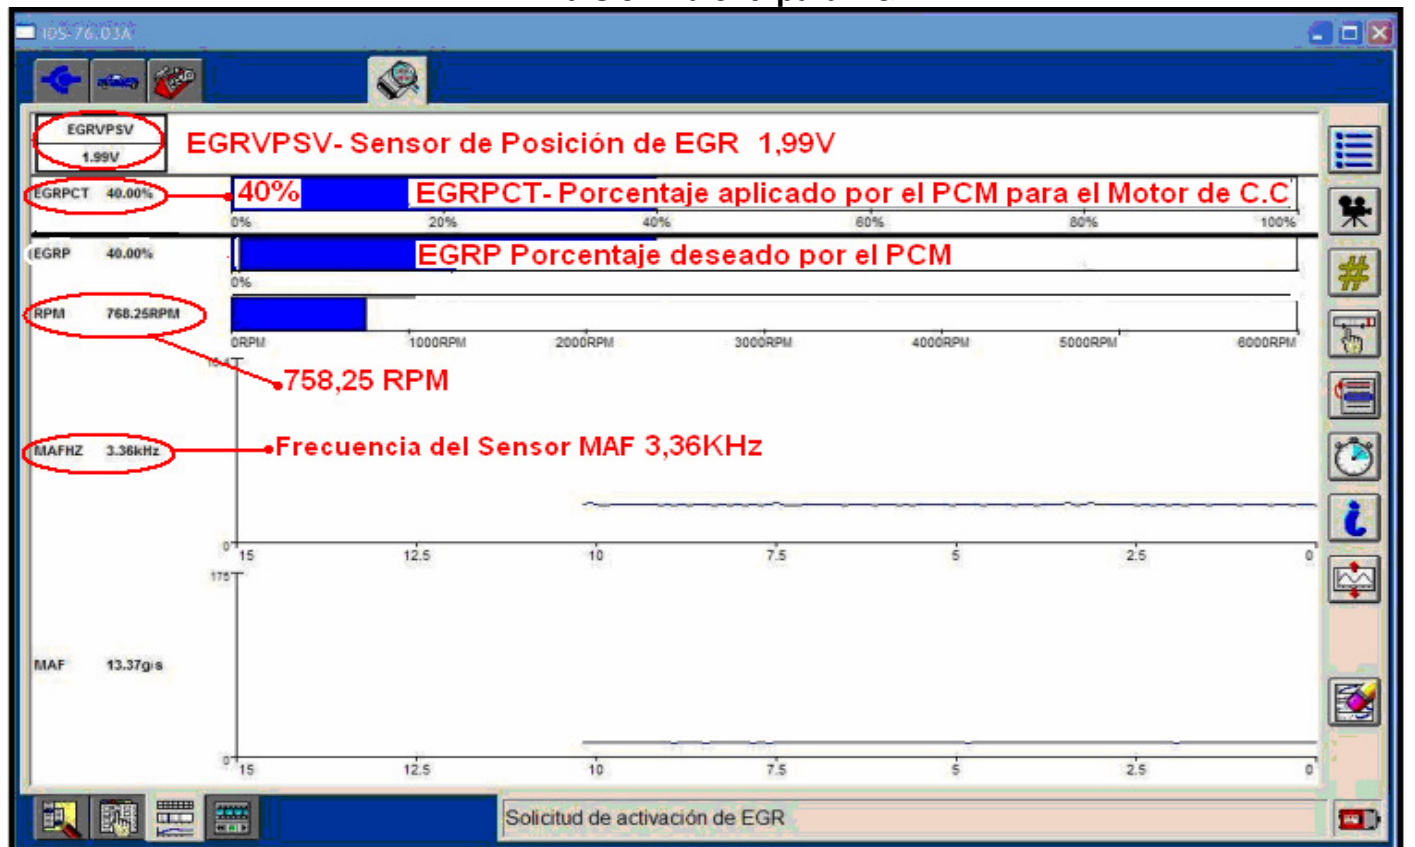 IDS-76.03A
EGRVPSV
1.99V
EGRVPSV- Sensor de Posición de EGR 1,99V
EGRPCT 40.00%
40% EGRPCT- Porcentaje aplicado por el PCM para el Motor de C.C
0% 20% 40% 60% 80% 100%
EGRP 40.00%
EGRP Porcentaje deseado por el PCM
0%
RPM 768.25RPM
0RPM 1000RPM 2000RPM 3000RPM 4000RPM 5000RPM 6000RPM
758,25 RPM
MAFHZ 3.36kHz
Frecuencia del Sensor MAF 3,36KHz
0
15 12.5 10 7.5 5 2.5 0
175
MAF 13.37g/s
0
15 12.5 10 7.5 5 2.5 0
Solicitud de activación de EGR